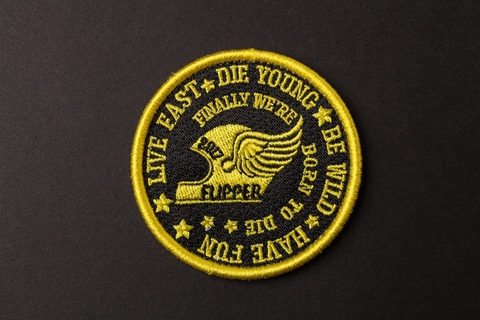 LIVE FAST ★ DIE YOUNG ★ BE WILD ★ HAVE FUN ★ ★
FINALLY WE'RE BORN TO DIE ★ ★ ★
2017
FLIPPER